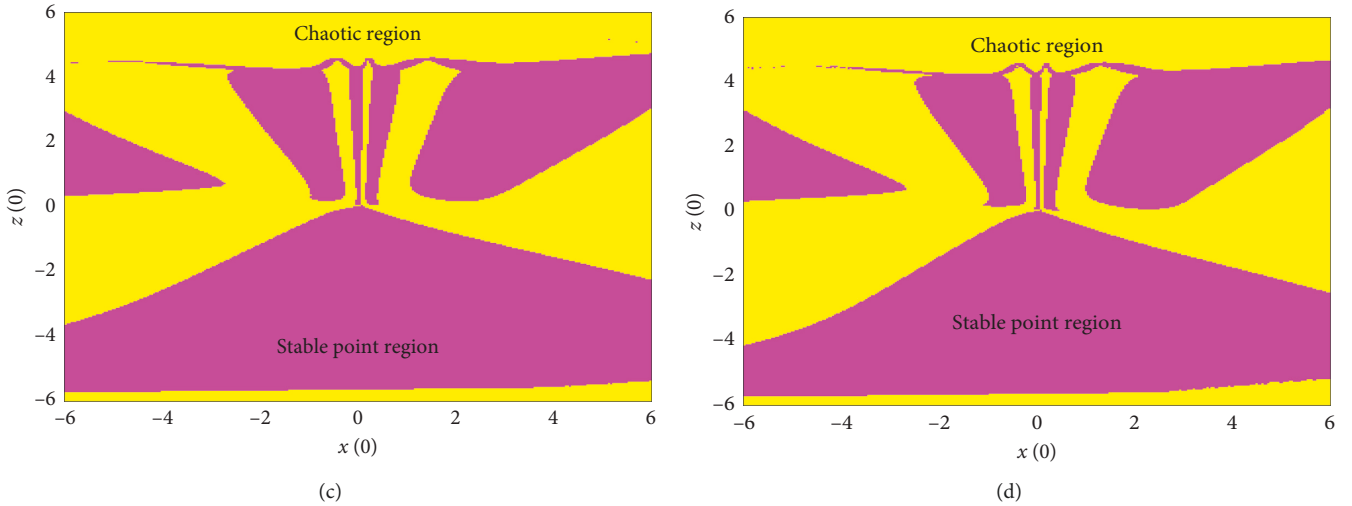 6
4
2
0
–2
–4
–6
z (0)
Chaotic region
Stable point region
–6 –4 –2 0 2 4 6
x (0)
(c)
6
4
2
0
–2
–4
–6
z (0)
Chaotic region
Stable point region
–6 –4 –2 0 2 4 6
x (0)
(d)